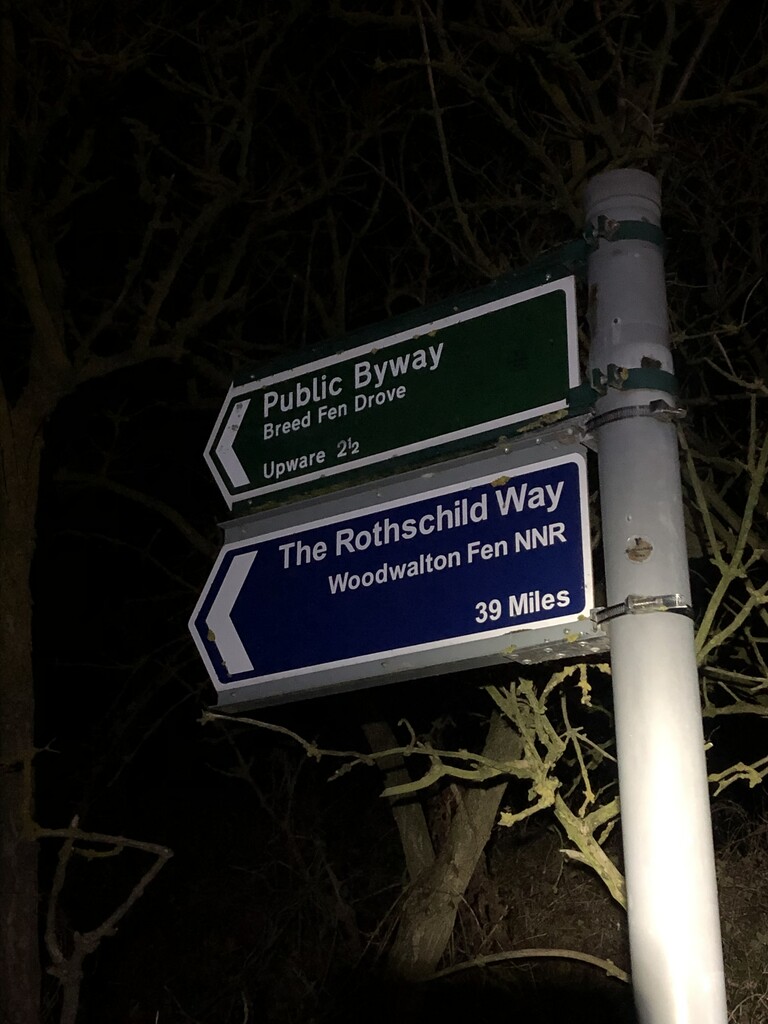 Public Byway
Breed Fen Drove
Upware 2½
The Rothschild Way
Woodwalton Fen NNR
39 Miles